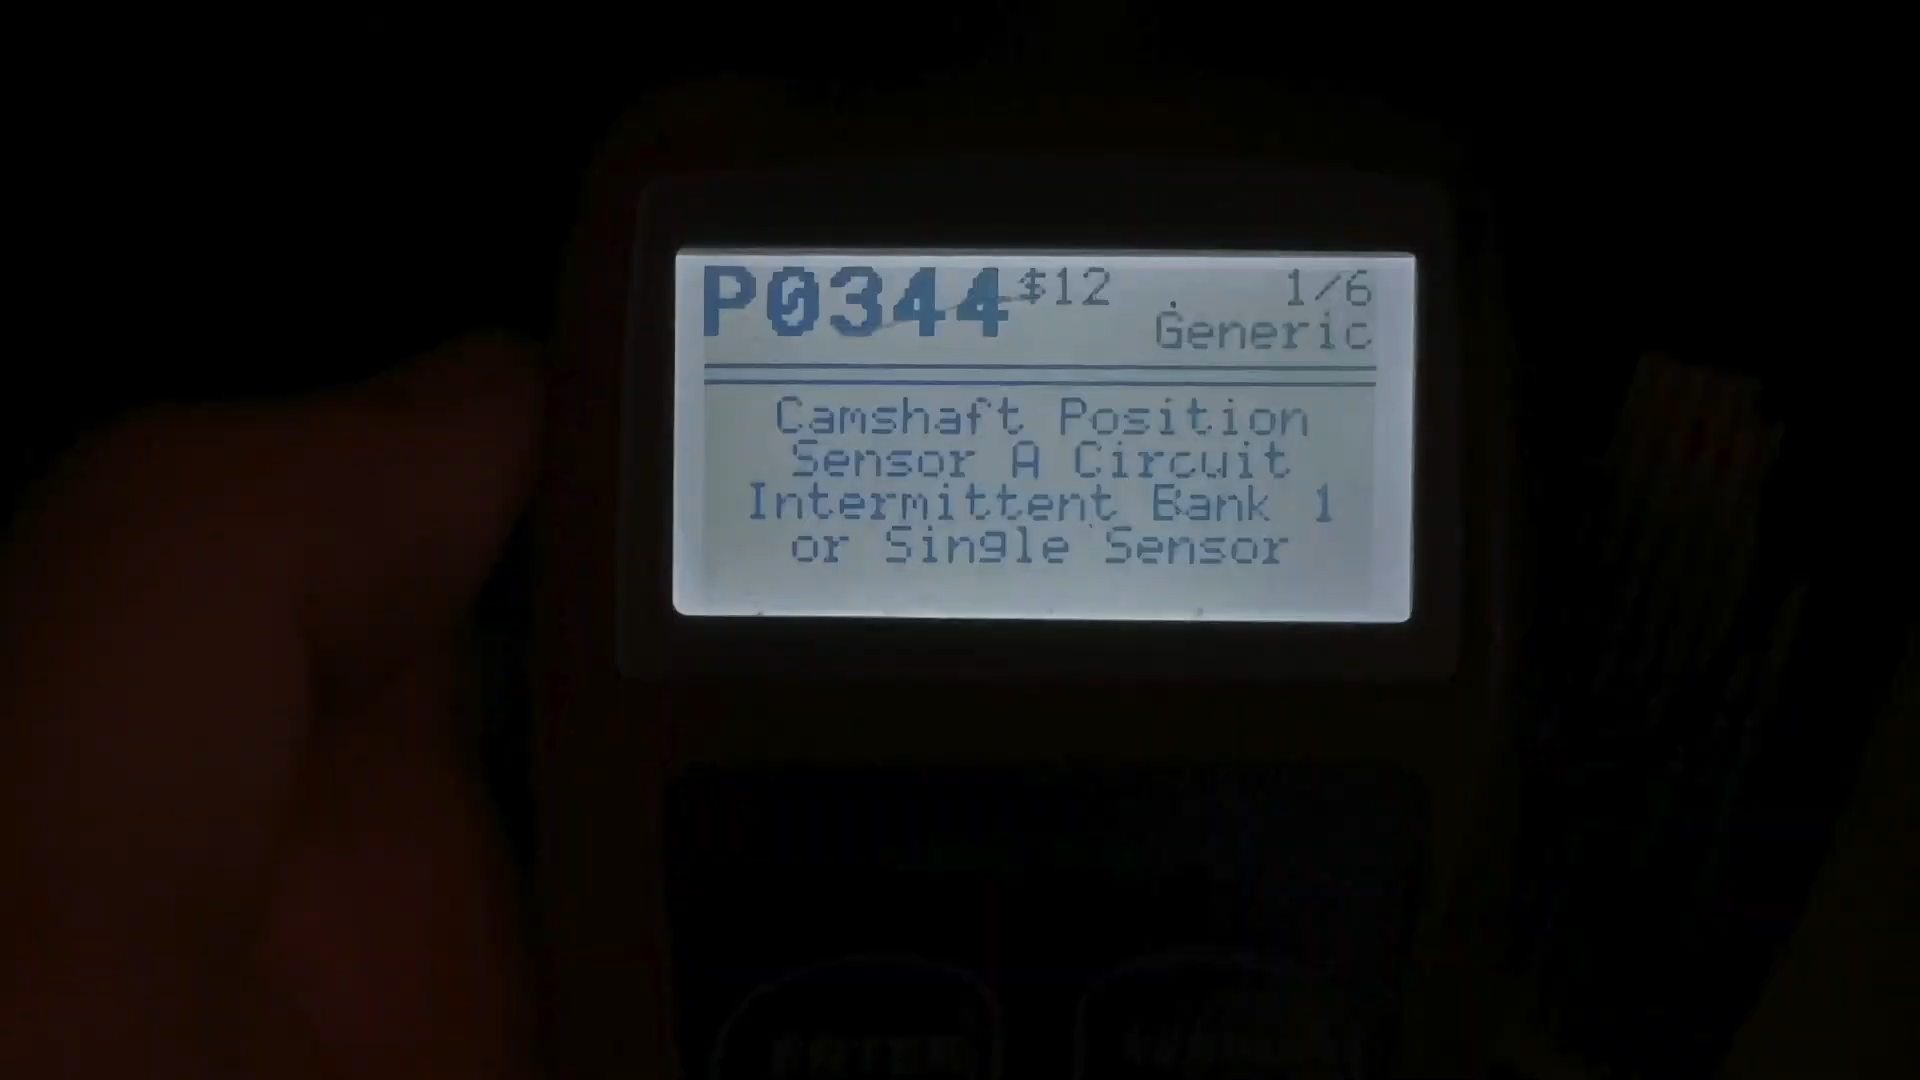 P0344 $12 1/6
Generic
Camshaft Position
Sensor A Circuit
Intermittent Bank 1
or Single Sensor